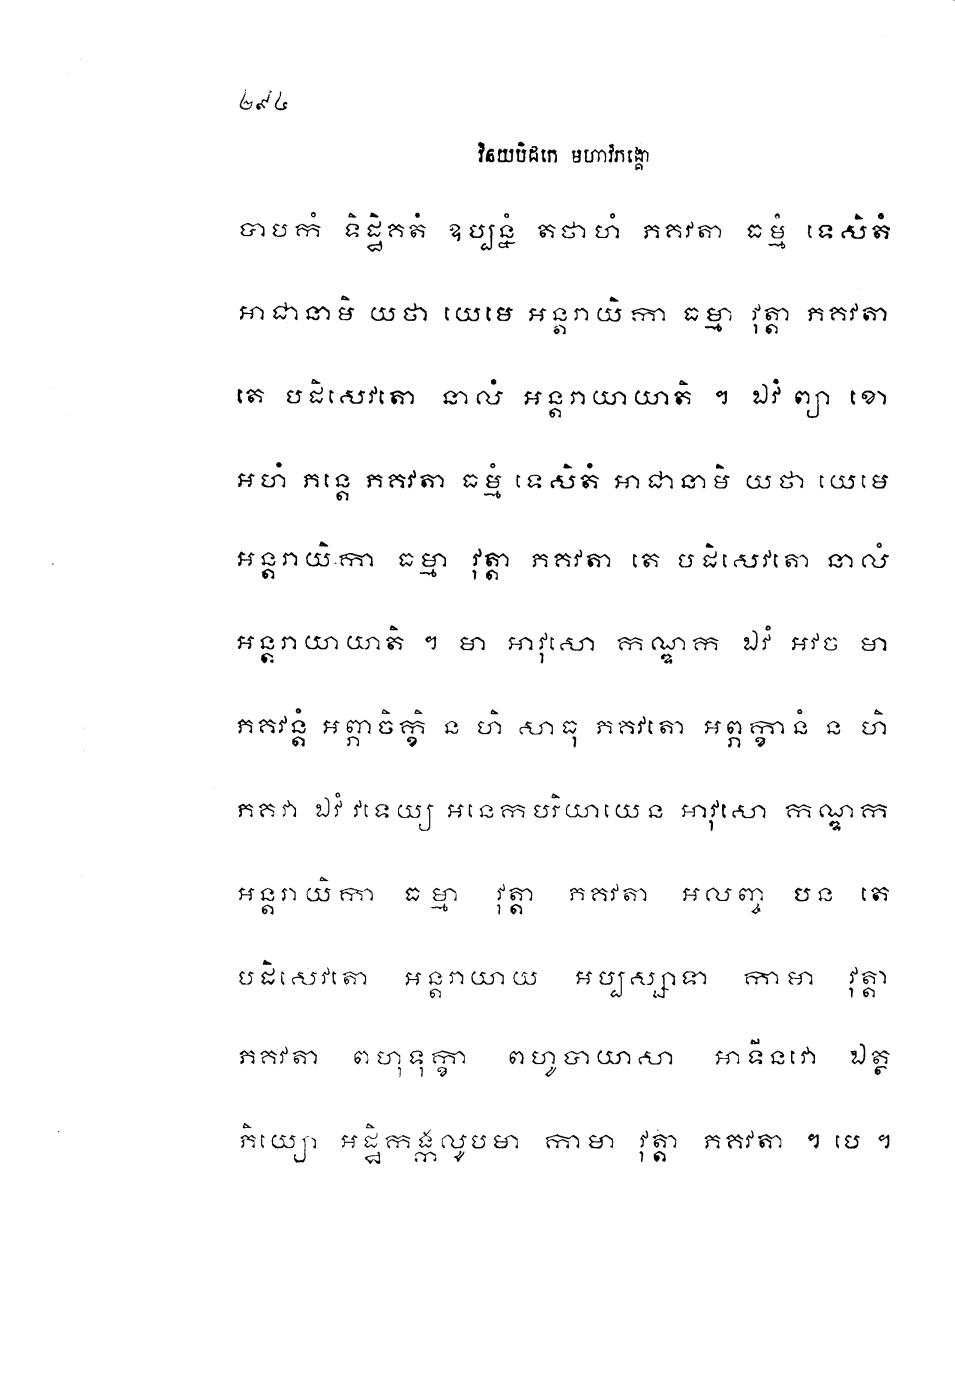 ២៩៤
វិនយបិដកេ មហាវិភង្គោ
បាបកំ ទិដ្ឋិគតំ ឧប្បន្នំ តថាហំ ភគវតា ធម្មំ ទេសិតំ
អាជានាមិ យថា យេមេ អន្តរាយិកា ធម្មា វុត្តា ភគវតា
តេ បដិសេវតោ នាលំ អន្តរាយាយាតិ ។ ឯវំព្យា ខោ
អហំ ភន្តេ ភគវតា ធម្មំ ទេសិតំ អាជានាមិ យថា យេមេ
អន្តរាយិកា ធម្មា វុត្តា ភគវតា តេ បដិសេវតោ នាលំ
អន្តរាយាយាតិ ។ មា អាវុសោ កណ្ឌក ឯវំ អវច មា
ភគវន្តំ អព្ភាចិក្ខិ ន ហិ សាធុ ភគវតោ អព្ភក្ខានំ ន ហិ
ភគវា ឯវំ វទេយ្យ អនេកបរិយាយេន អាវុសោ កណ្ឌក
អន្តរាយិកា ធម្មា វុត្តា ភគវតា អលញ្ច បន តេ
បដិសេវតោ អន្តរាយាយ អប្បស្សាទា កាមា វុត្តា
ភគវតា ពហុទុក្ខា ពហូបាយាសា អាទីនវោ ឯត្ថ
ភិយ្យោ អដ្ឋិកង្កលូបមា កាមា វុត្តា ភគវតា ។ បេ ។